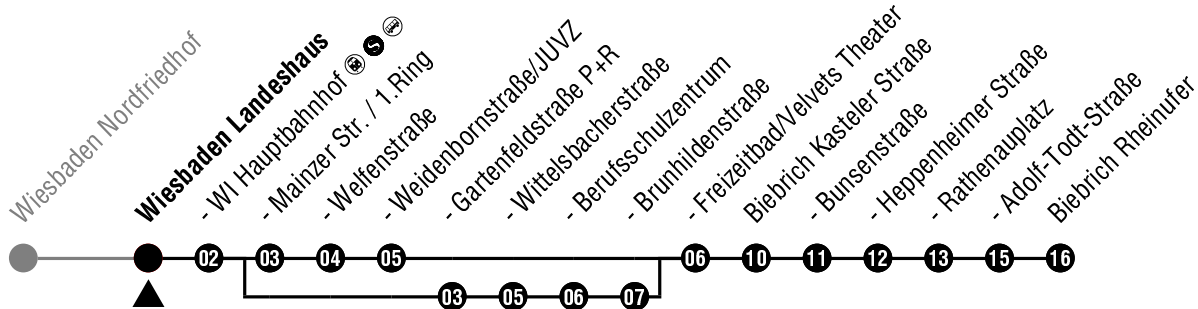 Wiesbaden Nordfriedhof
Wiesbaden Landeshaus
- WI Hauptbahnhof S
- Mainzer Str. / 1.Ring
- Welfenstraße
- Weidenbornstraße/JUVZ
- Gartenfeldstraße P+R
- Wittelsbacherstraße
- Berufsschulzentrum
- Brunhildenstraße
- Freizeitbad/Velvets Theater
Biebrich Kasteler Straße
- Bunsenstraße
- Heppenheimer Straße
- Rathenauplatz
- Adolf-Todt-Straße
Biebrich Rheinufer
02 03 04 05 06 10 11 12 13 15 16
03 05 06 07